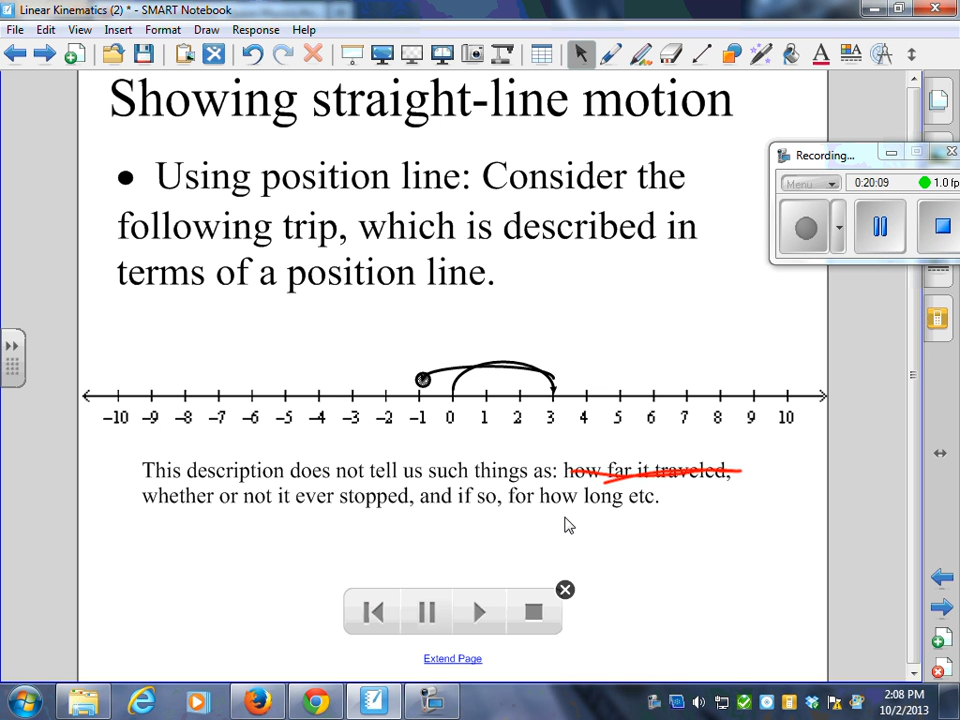 Linear Kinematics (2) * - SMART Notebook
File Edit View Insert Format Draw Response Help
Showing straight-line motion
• Using position line: Consider the
following trip, which is described in
terms of a position line.
Recording...
Menu 0:20:09 1.0 fp
-10 -9 -8 -7 -6 -5 -4 -3 -2 -1 0 1 2 3 4 5 6 7 8 9 10
This description does not tell us such things as: how far it traveled,
whether or not it ever stopped, and if so, for how long etc.
Extend Page
2:08 PM
10/2/2013